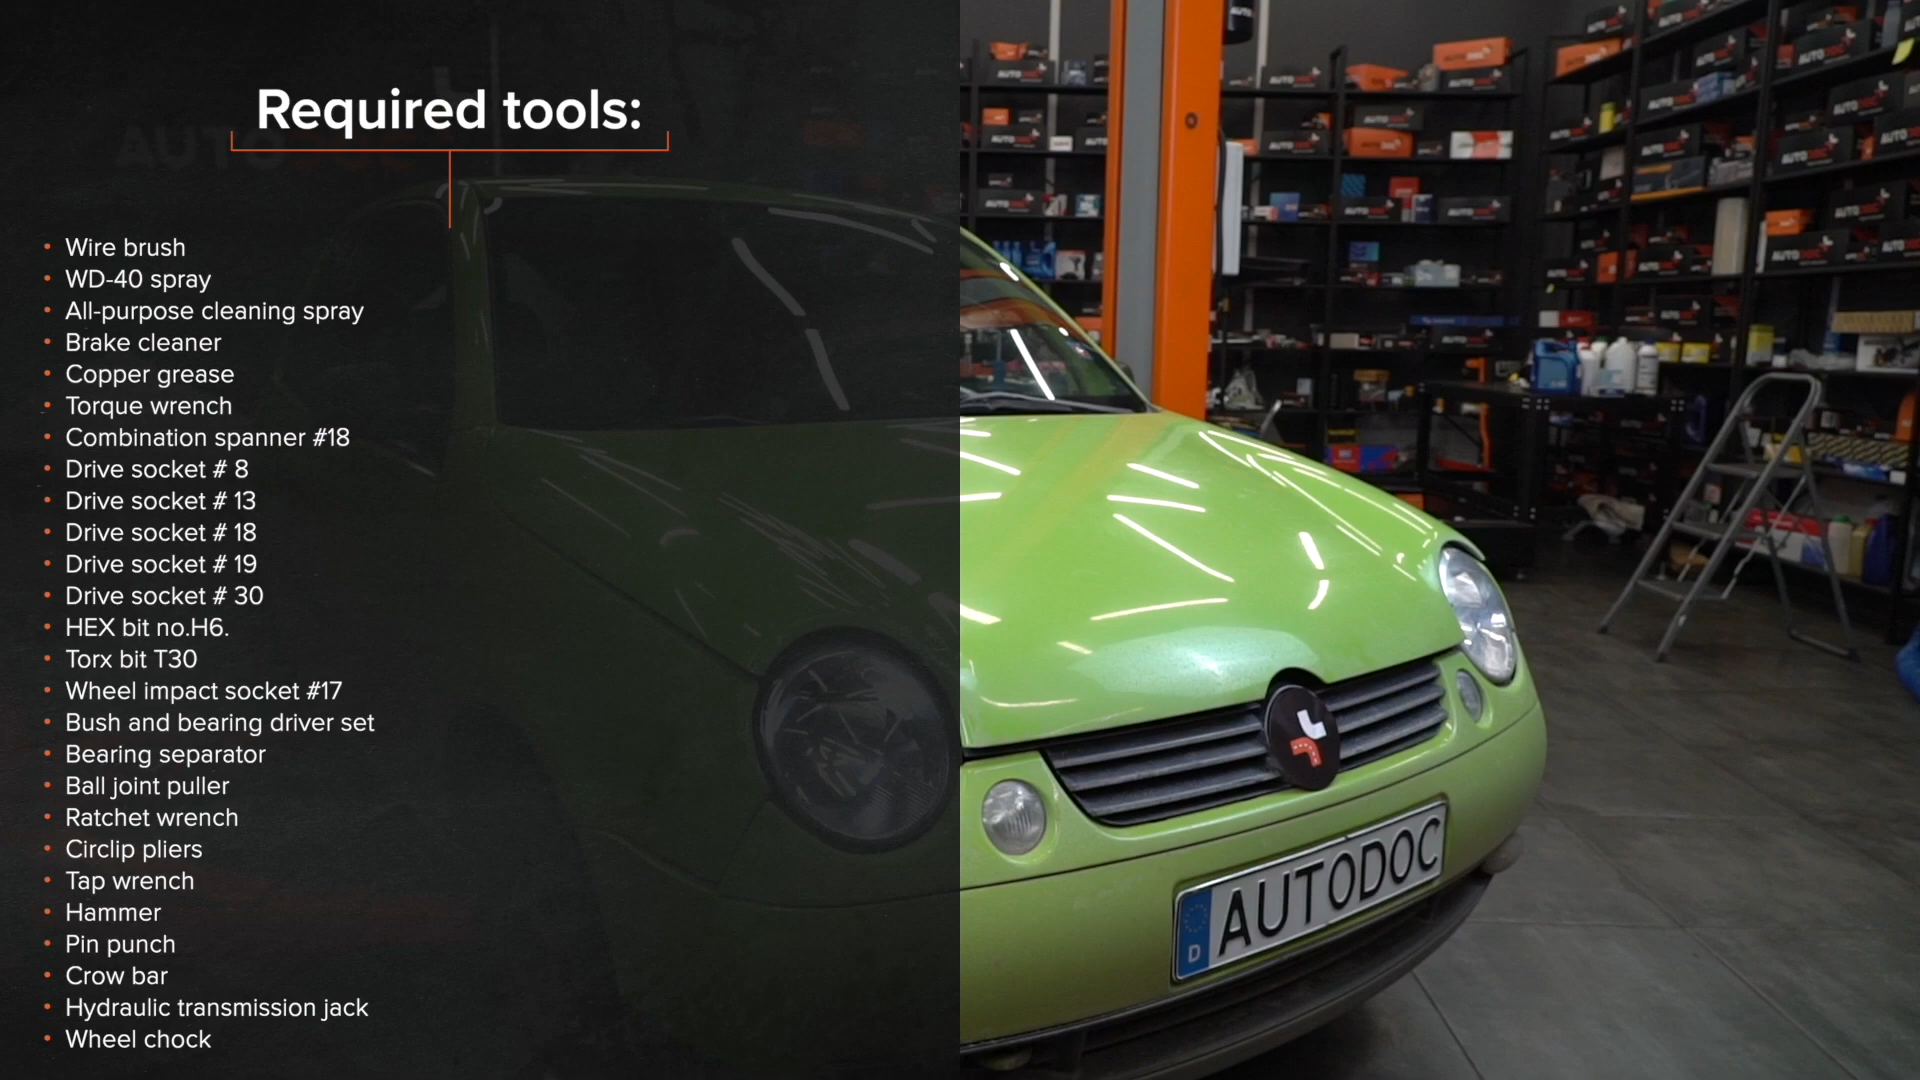 Required tools:
Wire brush
WD-40 spray
All-purpose cleaning spray
Brake cleaner
Copper grease
Torque wrench
Combination spanner #18
Drive socket # 8
Drive socket # 13
Drive socket # 18
Drive socket # 19
Drive socket # 30
HEX bit no.H6.
Torx bit T30
Wheel impact socket #17
Bush and bearing driver set
Bearing separator
Ball joint puller
Ratchet wrench
Circlip pliers
Tap wrench
Hammer
Pin punch
Crow bar
Hydraulic transmission jack
Wheel chock
D AUTODOC